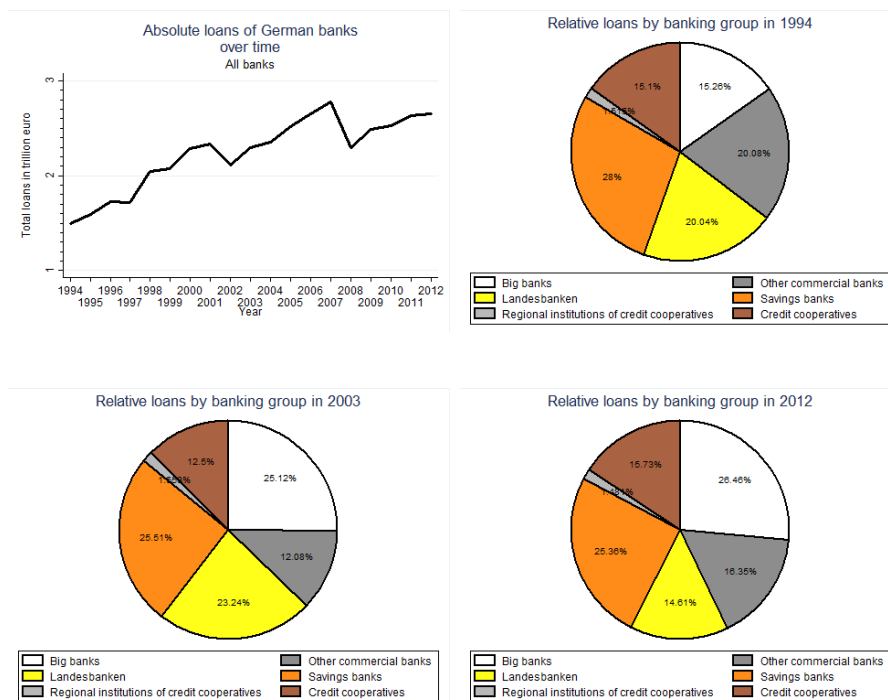 Absolute loans of German banks
over time
All banks
Total loans in trillion euro
3
2
1
1994 1996 1998 2000 2002 2004 2006 2008 2010 2012
1995 1997 1999 2001 2003 2005 2007 2009 2011
Year
Relative loans by banking group in 1994
15.1%
15.26%
20.08%
28%
20.04%
Big banks
Other commercial banks
Landesbanken
Savings banks
Regional institutions of credit cooperatives
Credit cooperatives
Relative loans by banking group in 2003
12.5%
25.12%
25.51%
12.08%
23.24%
Big banks
Other commercial banks
Landesbanken
Savings banks
Regional institutions of credit cooperatives
Credit cooperatives
Relative loans by banking group in 2012
15.73%
26.46%
25.36%
16.35%
14.61%
Big banks
Other commercial banks
Landesbanken
Savings banks
Regional institutions of credit cooperatives
Credit cooperatives